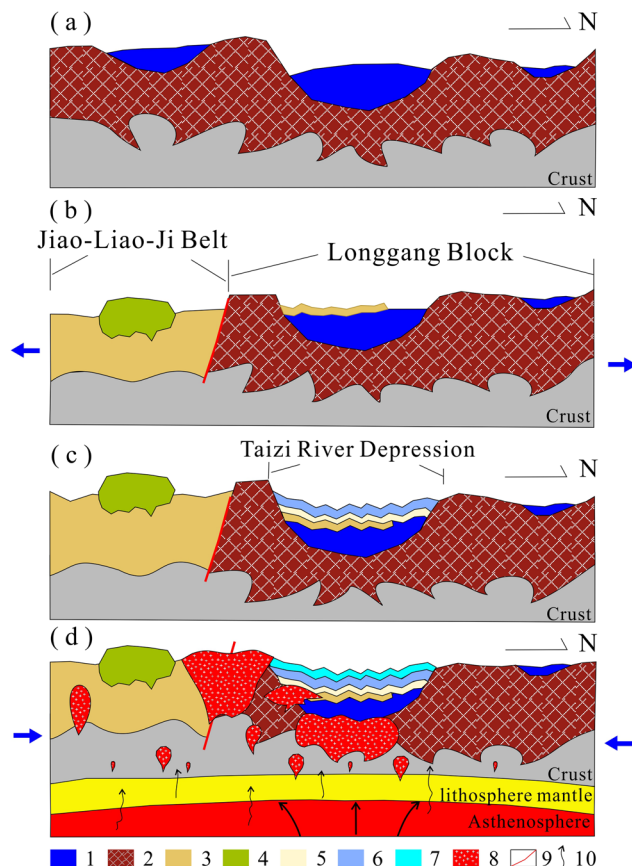 (a)
N
Crust
(b)
N
Jiao-Liao-Ji Belt
Longgang Block
Crust
(c)
Taizi River Depression
N
Crust
(d)
N
Crust
lithosphere mantle
Asthenosphere
1 2 3 4 5 6 7 8 9 10